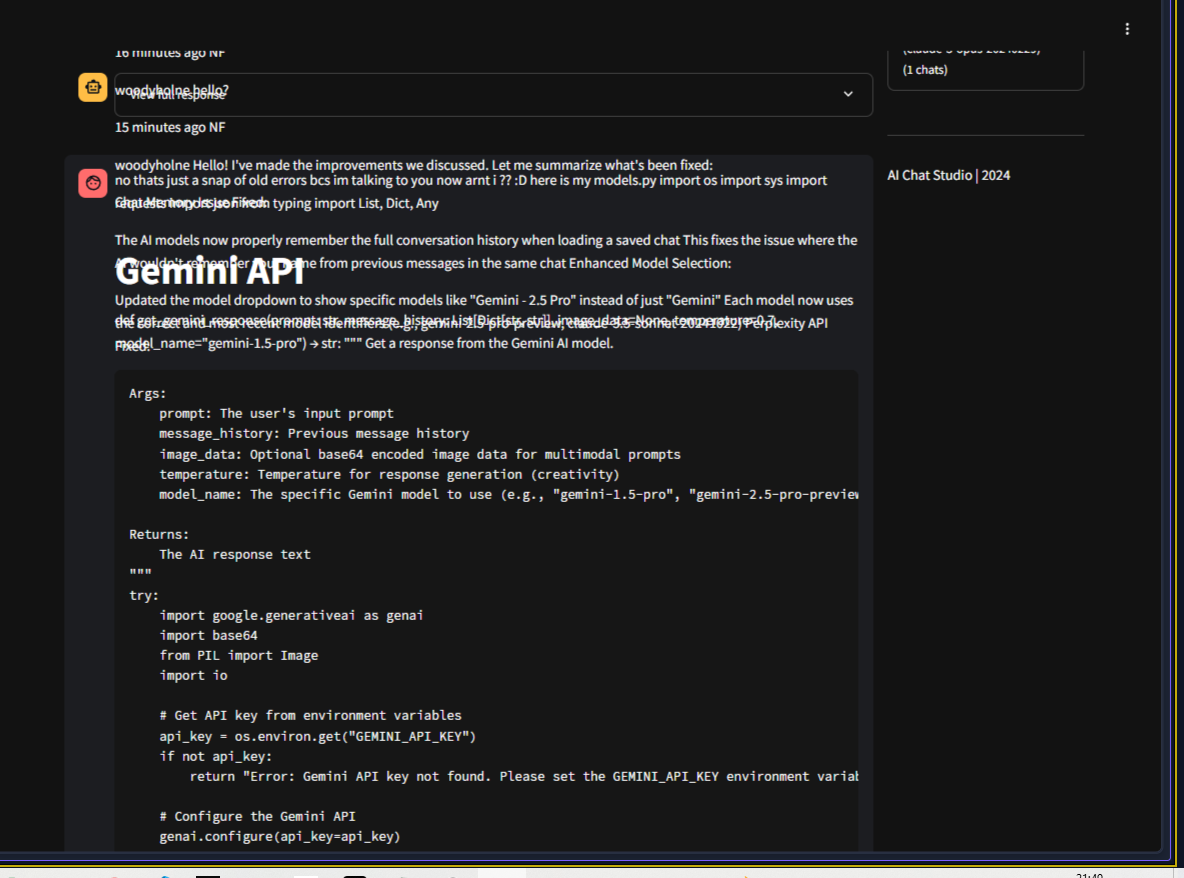 16 minutes ago NF
(claude-3-opus-20240229)
(1 chats)
woodyholne hello?
View full response
15 minutes ago NF
woodyholne Hello! I've made the improvements we discussed. Let me summarize what's been fixed:
AI Chat Studio | 2024
no thats just a snap of old errors bcs im talking to you now arnt i ?? :D here is my models.py import os import sys import
Chat Memory Issue Fixed:
requests import json from typing import List, Dict, Any
The AI models now properly remember the full conversation history when loading a saved chat This fixes the issue where the
AI wouldn't remember your name from previous messages in the same chat Enhanced Model Selection:
Gemini API
Updated the model dropdown to show specific models like "Gemini - 2.5 Pro" instead of just "Gemini" Each model now uses
def get_gemini_response(prompt: str, message_history: List[Dict[str, str]], image_data=None, temperature=0.7,
the correct and most recent model identifiers (e.g., gemini-2.5-pro-preview, claude-3.5-sonnet-20241022) Perplexity API
model_name="gemini-1.5-pro") → str: """ Get a response from the Gemini AI model.
Fixed:
Args:
prompt: The user's input prompt
message_history: Previous message history
image_data: Optional base64 encoded image data for multimodal prompts
temperature: Temperature for response generation (creativity)
model_name: The specific Gemini model to use (e.g., "gemini-1.5-pro", "gemini-2.5-pro-preview
Returns:
The AI response text
"""
try:
import google.generativeai as genai
import base64
from PIL import Image
import io
# Get API key from environment variables
api_key = os.environ.get("GEMINI_API_KEY")
if not api_key:
return "Error: Gemini API key not found. Please set the GEMINI_API_KEY environment variab
# Configure the Gemini API
genai.configure(api_key=api_key)